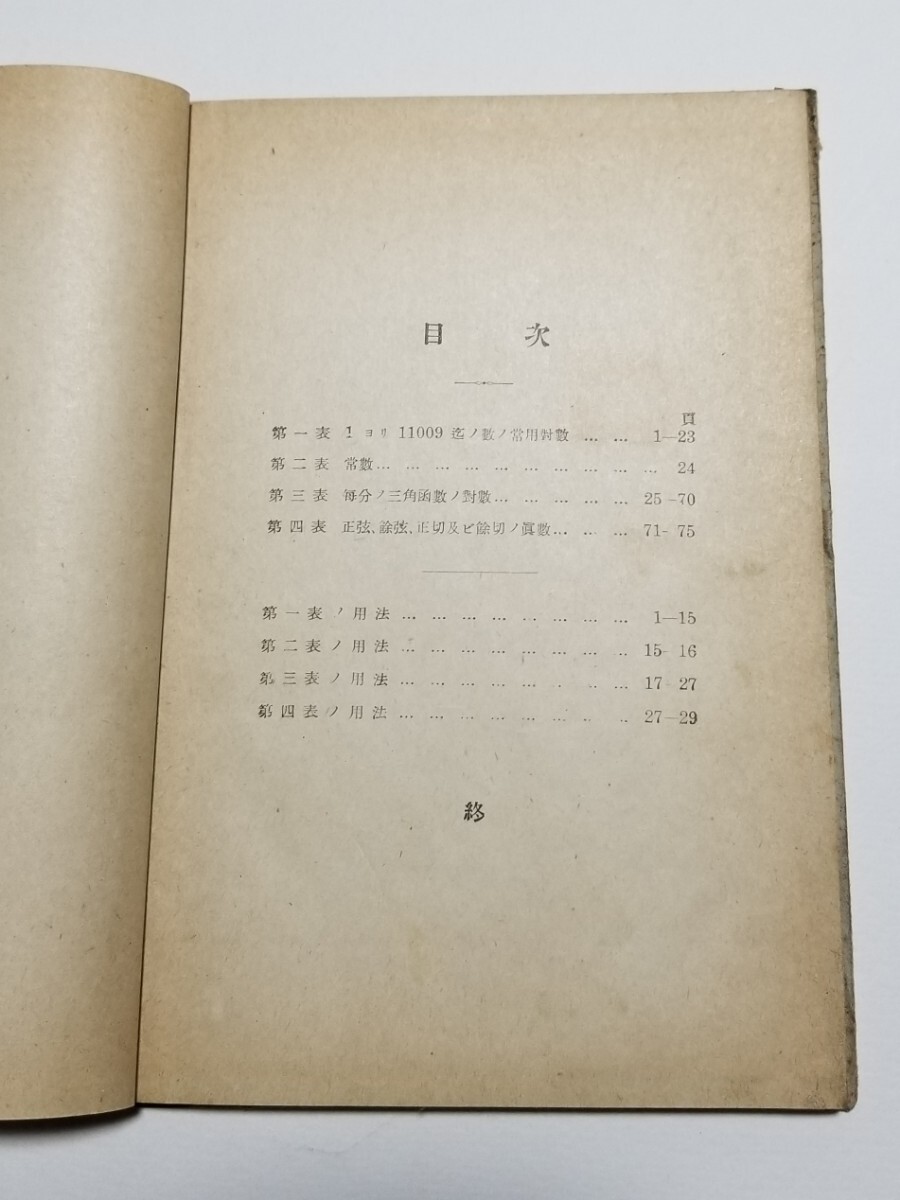 目次
頁
第一表 1 ヨリ 11009 迄ノ數ノ常用對數 … … 1—23
第二表 常數… … … … … … … … … … 24
第三表 每分ノ三角函數ノ對數… … … … … 25-70
第四表 正弦、餘弦、正切及ビ餘切ノ眞數… … … 71-75
第一表ノ用法 … … … … … … … … 1—15
第二表ノ用法 … … … … … … … .. 15-16
第三表ノ用法 … … … … … .. .. … 17-27
第四表ノ用法 … … … … … … .. .. 27—29
終